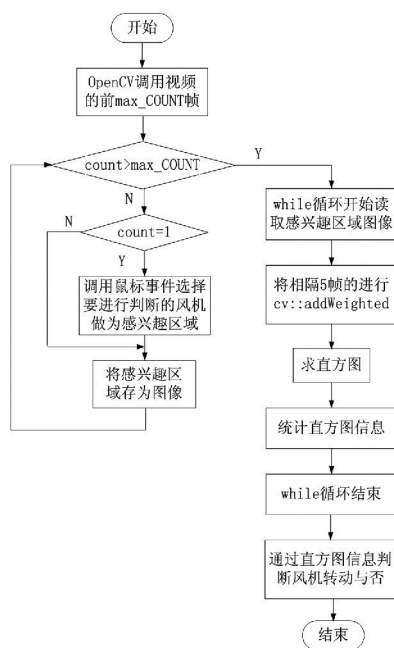 开始
OpenCV调用视频
的前max_COUNT帧
count>max_COUNT
Y
N
count=1
N
Y
调用鼠标事件选择
要进行判断的风机
做为感兴趣区域
将感兴趣区
域存为图像
while循环开始读
取感兴趣区域图像
将相隔5帧的进行
cv::addWeighted
求直方图
统计直方图信息
while循环结束
通过直方图信息判
断风机转动与否
结束